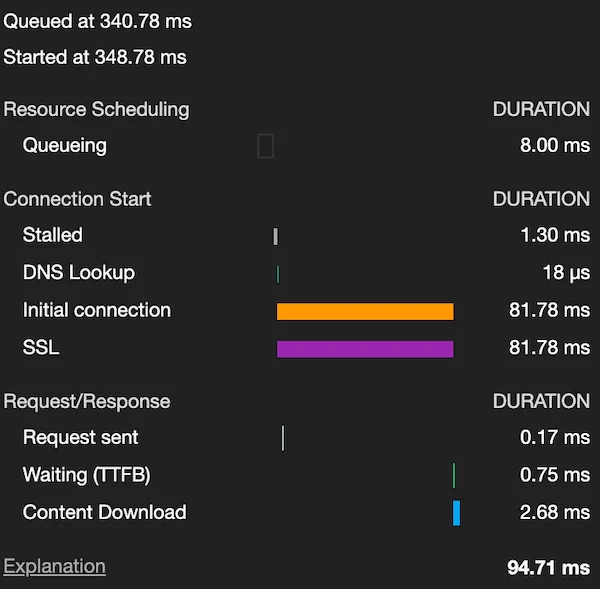 Queued at 340.78 ms
Started at 348.78 ms
Resource Scheduling DURATION
Queueing 8.00 ms
Connection Start DURATION
Stalled 1.30 ms
DNS Lookup 18 µs
Initial connection 81.78 ms
SSL 81.78 ms
Request/Response DURATION
Request sent 0.17 ms
Waiting (TTFB) 0.75 ms
Content Download 2.68 ms
Explanation 94.71 ms